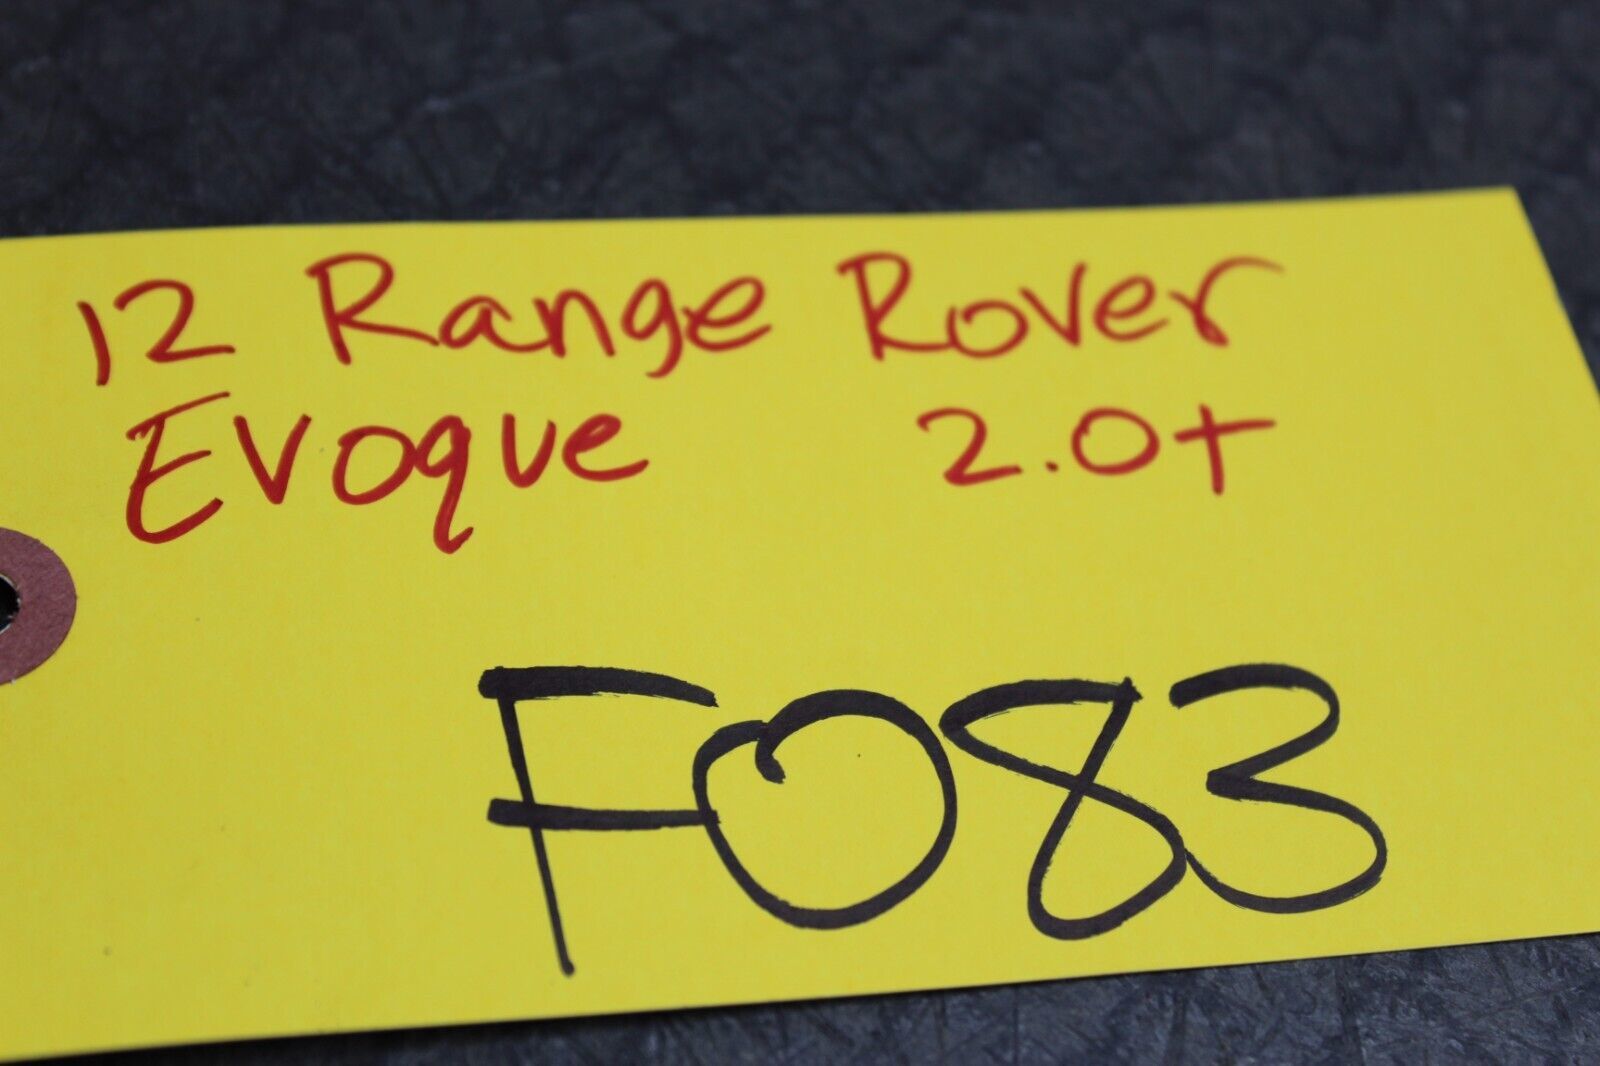 12 Range Rover
Evoque 2.0t
F083